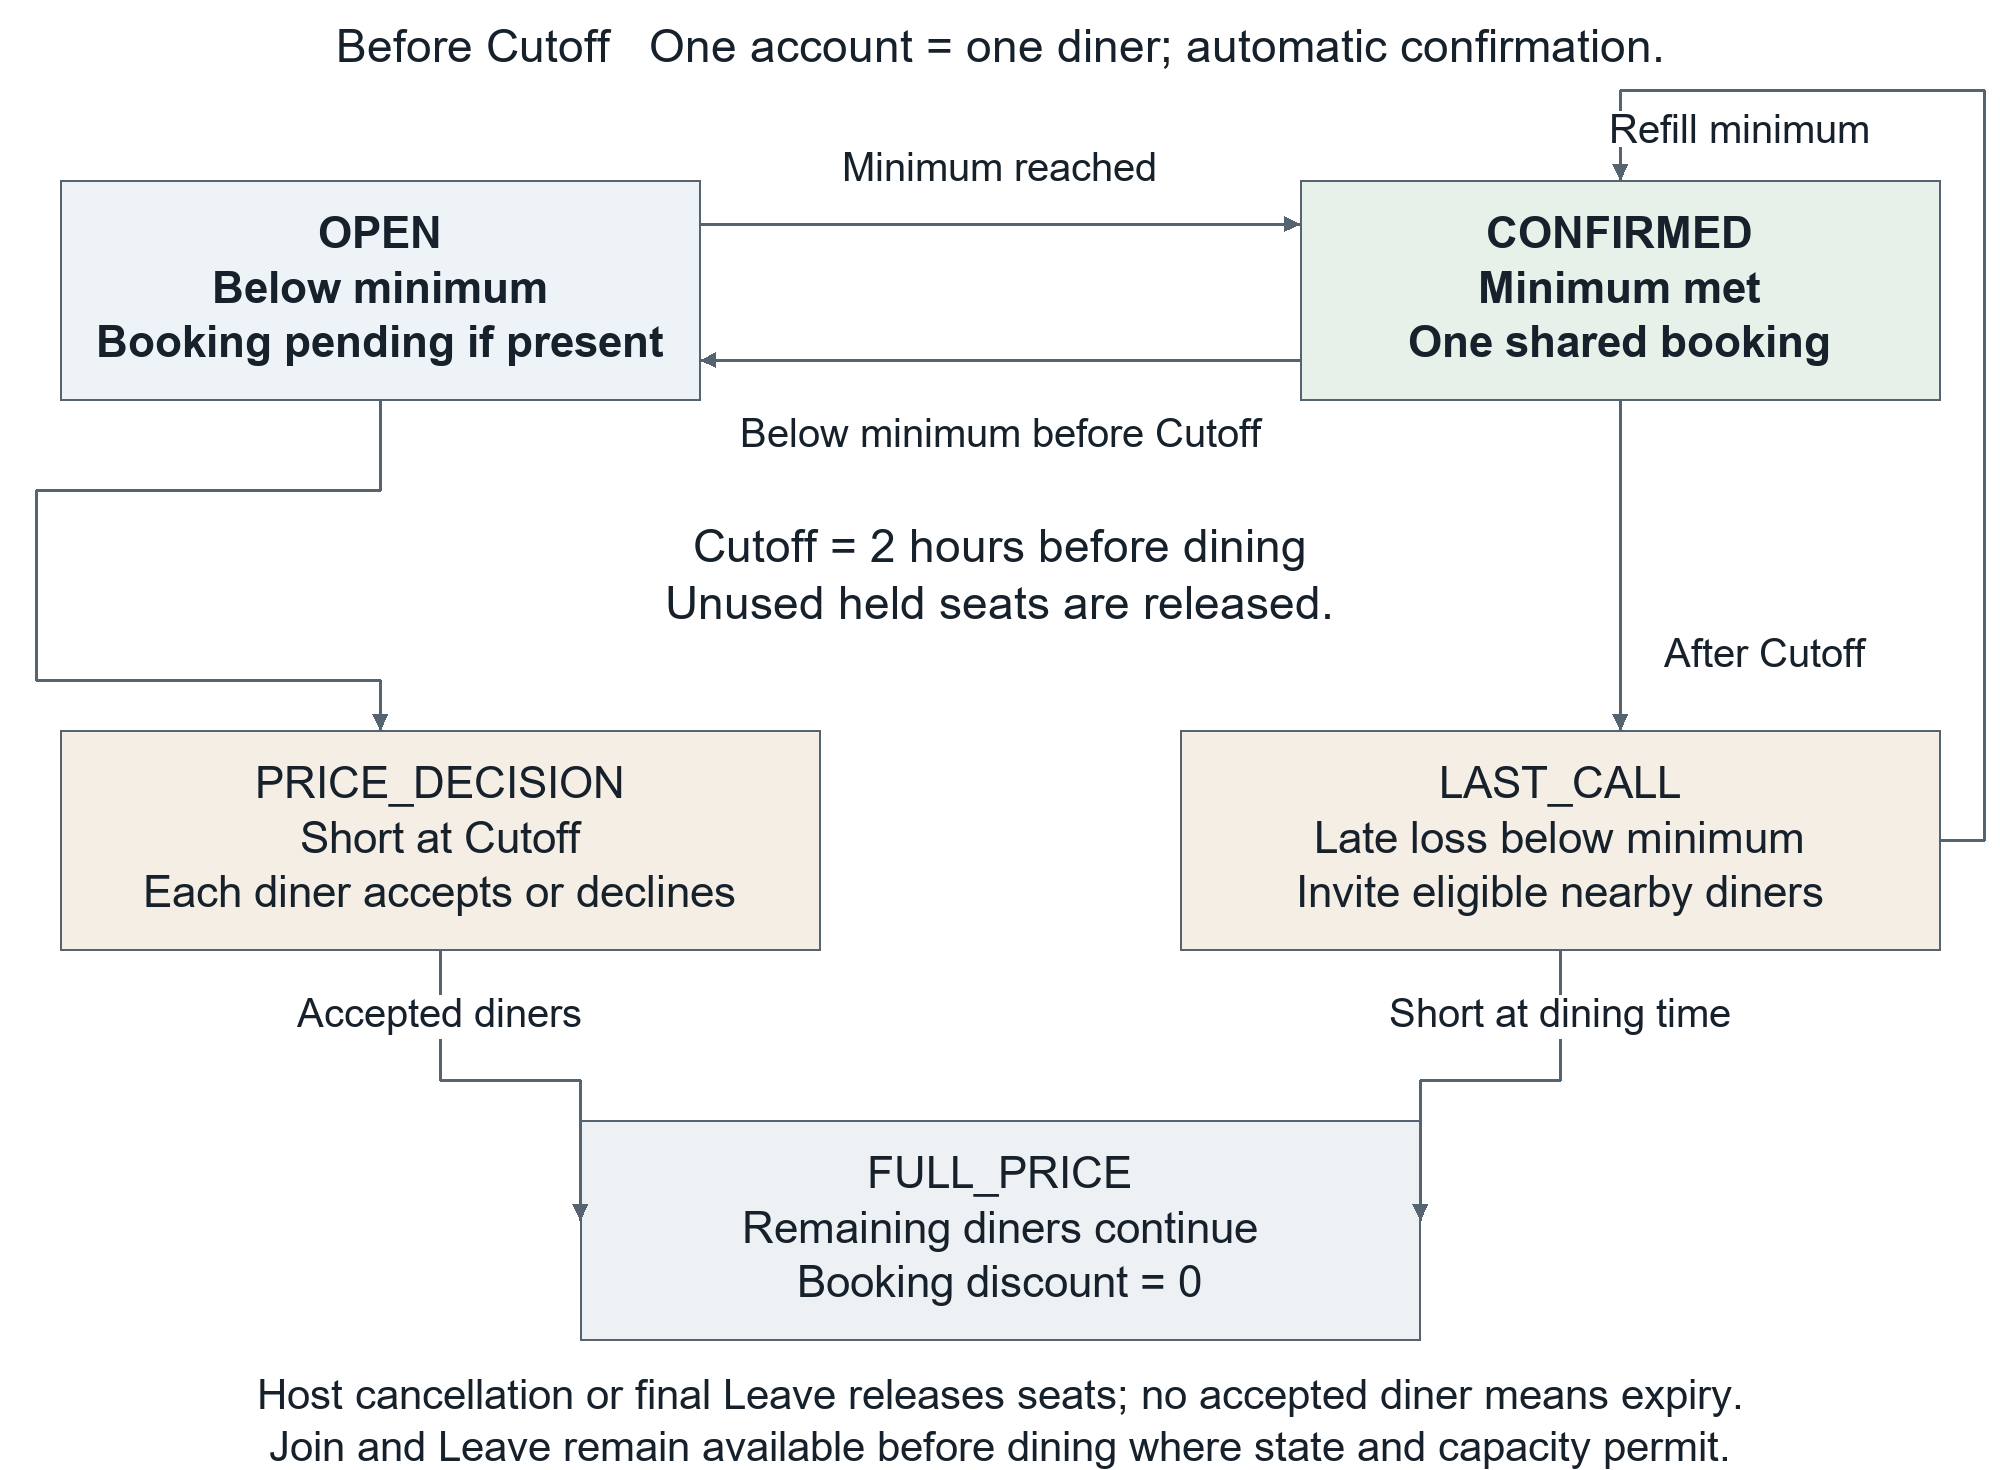 Before Cutoff   One account = one diner; automatic confirmation.
Refill minimum
Minimum reached
OPEN
Below minimum
Booking pending if present
CONFIRMED
Minimum met
One shared booking
Below minimum before Cutoff
Cutoff = 2 hours before dining
Unused held seats are released.
After Cutoff
PRICE_DECISION
Short at Cutoff
Each diner accepts or declines
LAST_CALL
Late loss below minimum
Invite eligible nearby diners
Accepted diners
Short at dining time
FULL_PRICE
Remaining diners continue
Booking discount = 0
Host cancellation or final Leave releases seats; no accepted diner means expiry.
Join and Leave remain available before dining where state and capacity permit.